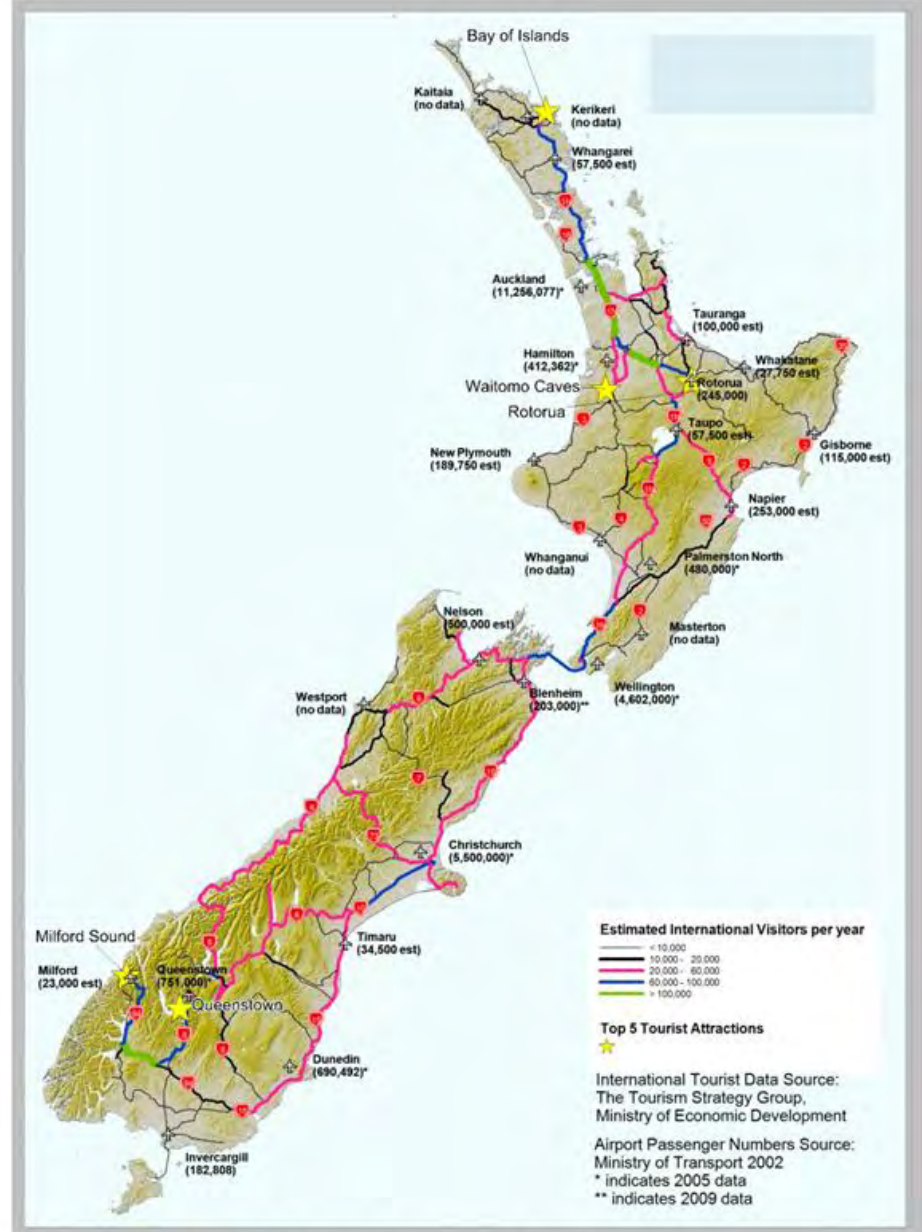 Bay of Islands
Kaitaia
(no data)
Kerikeri
(no data)
Whangarei
(57,500 est)
Auckland
(11,256,077)*
Tauranga
(100,000 est)
Hamilton
(412,362)*
Whakatane
(27,750 est)
Waitomo Caves
Rotorua
(245,000)
Rotorua
Taupo
(57,500 est)
Gisborne
(115,000 est)
New Plymouth
(189,750 est)
Napier
(253,000 est)
Whanganui
(no data)
Palmerston North
(480,000)*
Nelson
(500,000 est)
Masterton
(no data)
Wellington
(4,602,000)*
Westport
(no data)
Blenheim
(203,000)**
Christchurch
(5,500,000)*
Timaru
(34,500 est)
Milford Sound
Milford
(23,000 est)
Queenstown
(751,000)*
Queenstown
Dunedin
(690,492)*
Invercargill
(182,808)
Estimated International Visitors per year
< 10,000
10,000 - 20,000
20,000 - 60,000
60,000 - 100,000
> 100,000
Top 5 Tourist Attractions
International Tourist Data Source:
The Tourism Strategy Group,
Ministry of Economic Development
Airport Passenger Numbers Source:
Ministry of Transport 2002
* indicates 2005 data
** indicates 2009 data